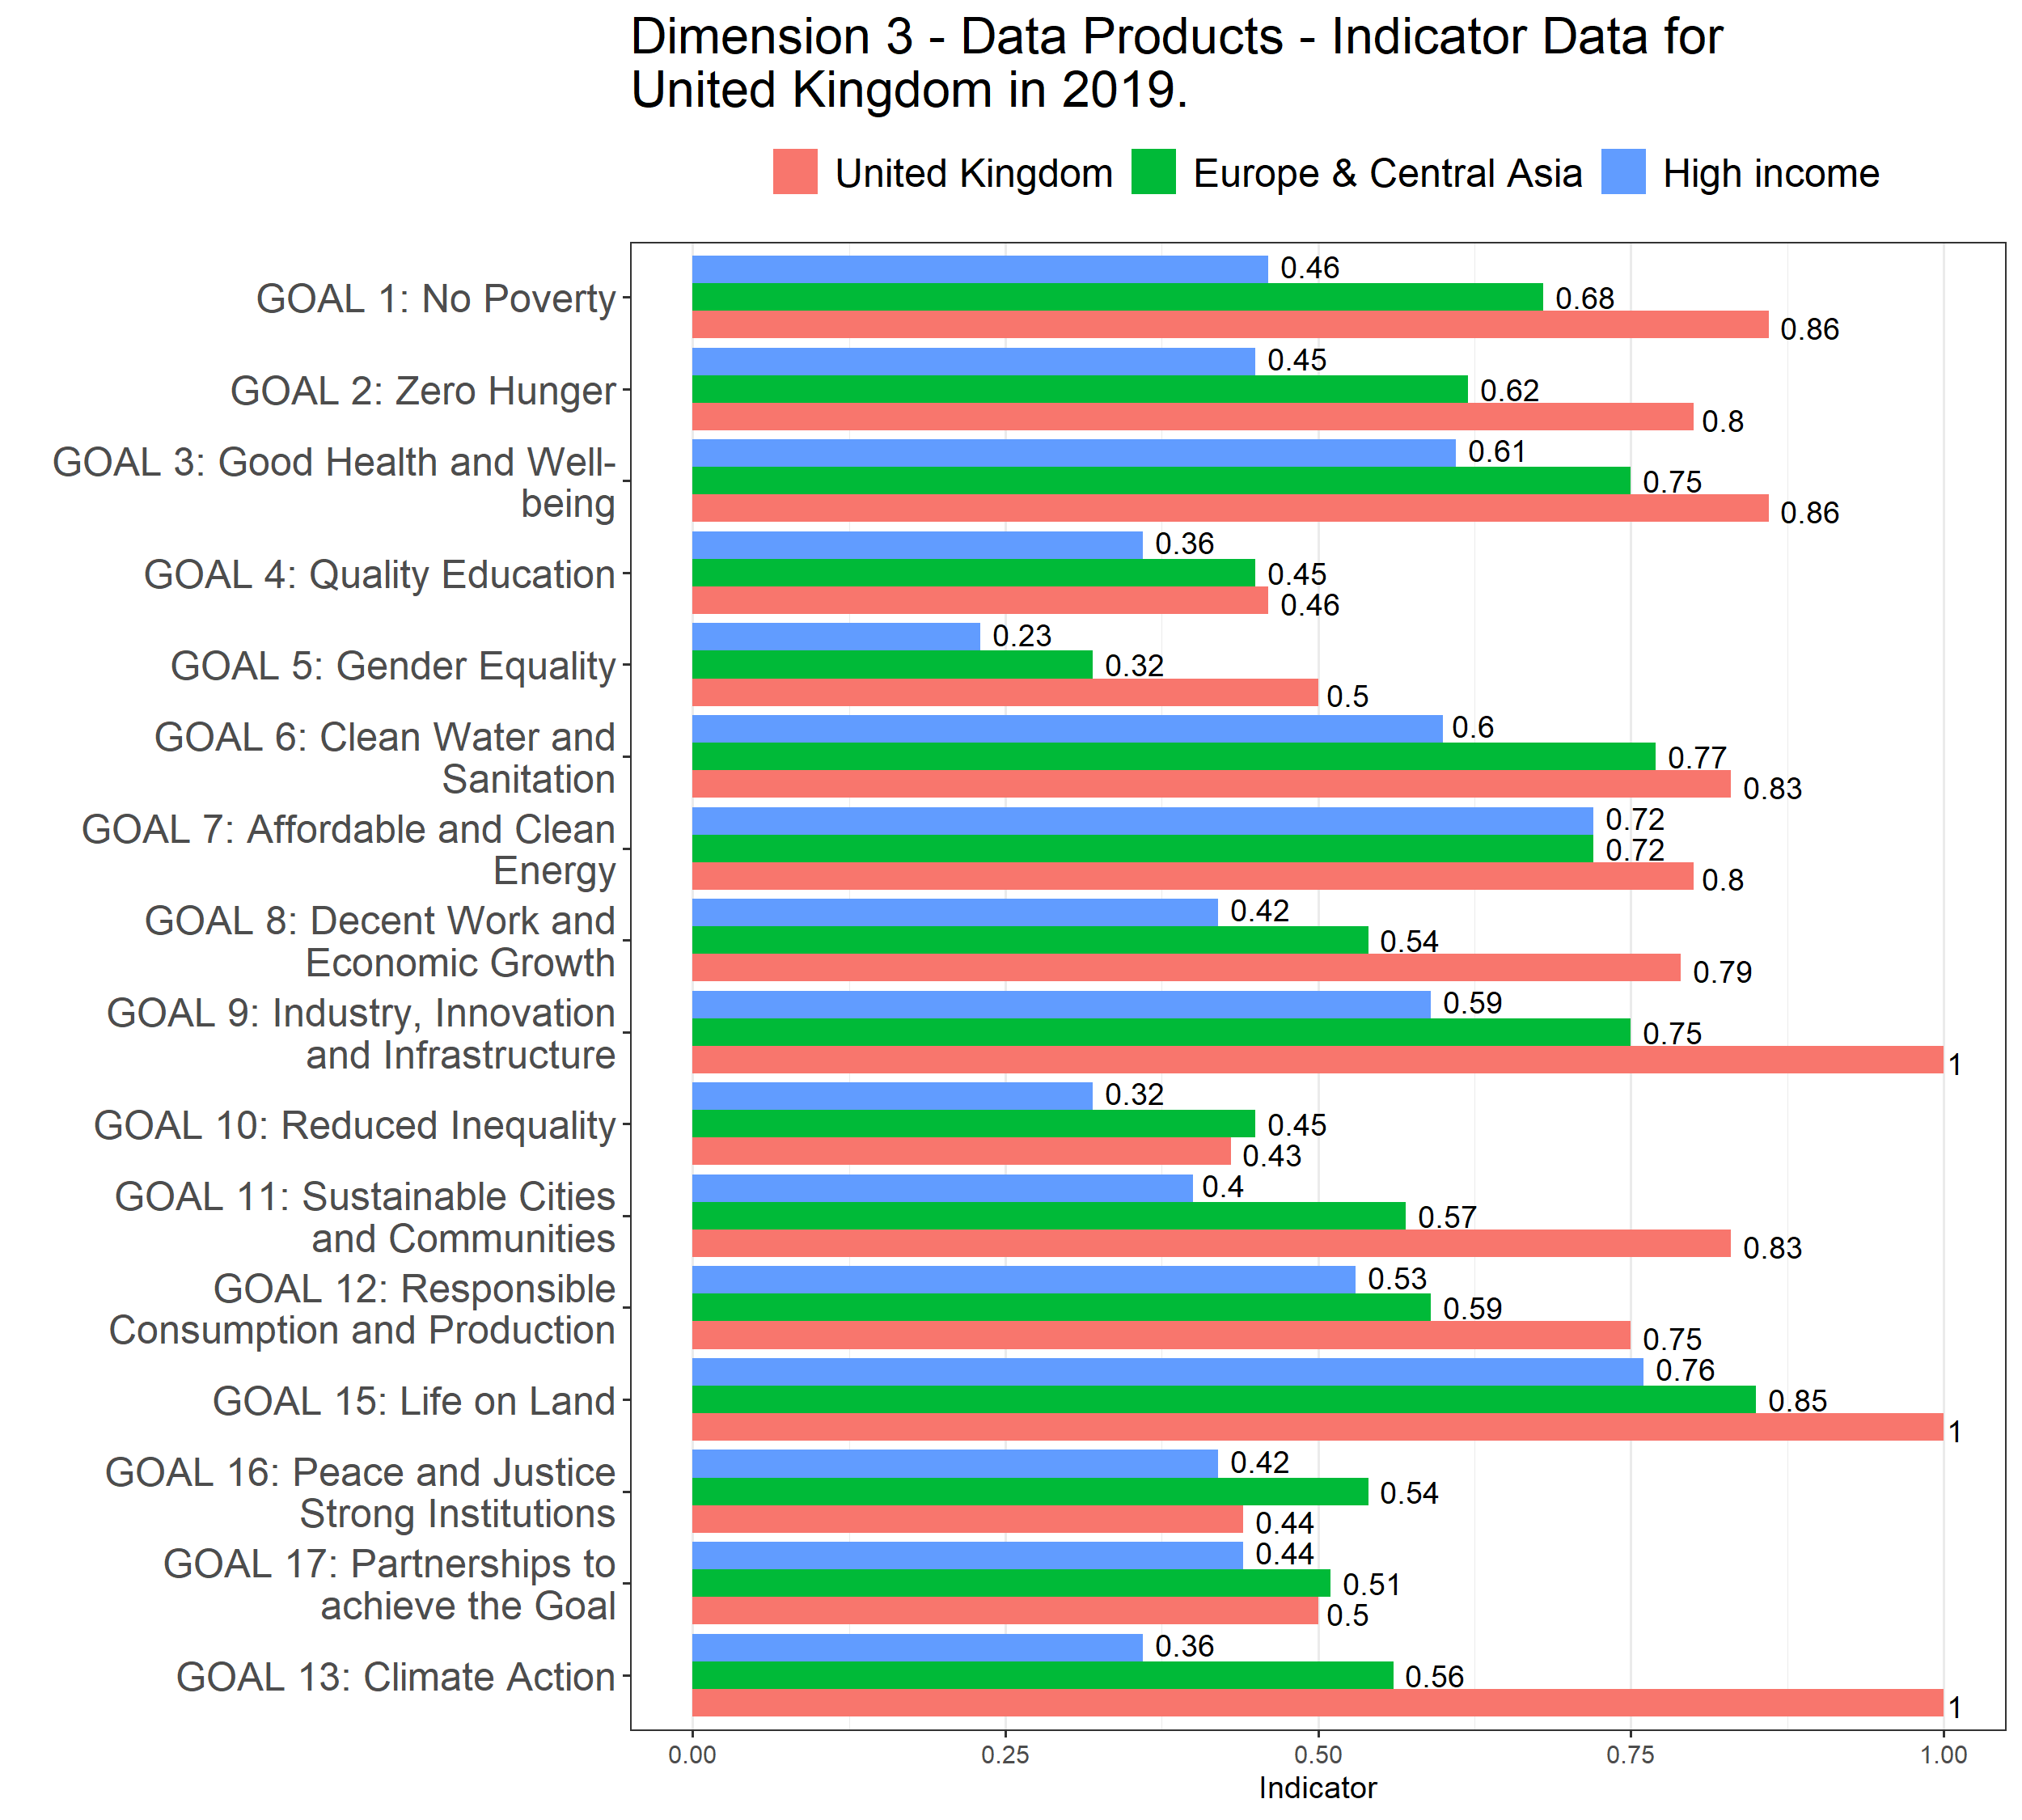 Dimension 3 - Data Products - Indicator Data for
United Kingdom in 2019.
United Kingdom
Europe & Central Asia
High income
GOAL 1: No Poverty
0.46
0.68
0.86
GOAL 2: Zero Hunger
0.45
0.62
0.8
GOAL 3: Good Health and Well-
being
0.61
0.75
0.86
GOAL 4: Quality Education
0.36
0.45
0.46
GOAL 5: Gender Equality
0.23
0.32
0.5
GOAL 6: Clean Water and
Sanitation
0.6
0.77
0.83
GOAL 7: Affordable and Clean
Energy
0.72
0.72
0.8
GOAL 8: Decent Work and
Economic Growth
0.42
0.54
0.79
GOAL 9: Industry, Innovation
and Infrastructure
0.59
0.75
1
GOAL 10: Reduced Inequality
0.32
0.45
0.43
GOAL 11: Sustainable Cities
and Communities
0.4
0.57
0.83
GOAL 12: Responsible
Consumption and Production
0.53
0.59
0.75
GOAL 15: Life on Land
0.76
0.85
1
GOAL 16: Peace and Justice
Strong Institutions
0.42
0.54
0.44
GOAL 17: Partnerships to
achieve the Goal
0.44
0.51
0.5
GOAL 13: Climate Action
0.36
0.56
1
0.00 0.25 0.50 0.75 1.00
Indicator